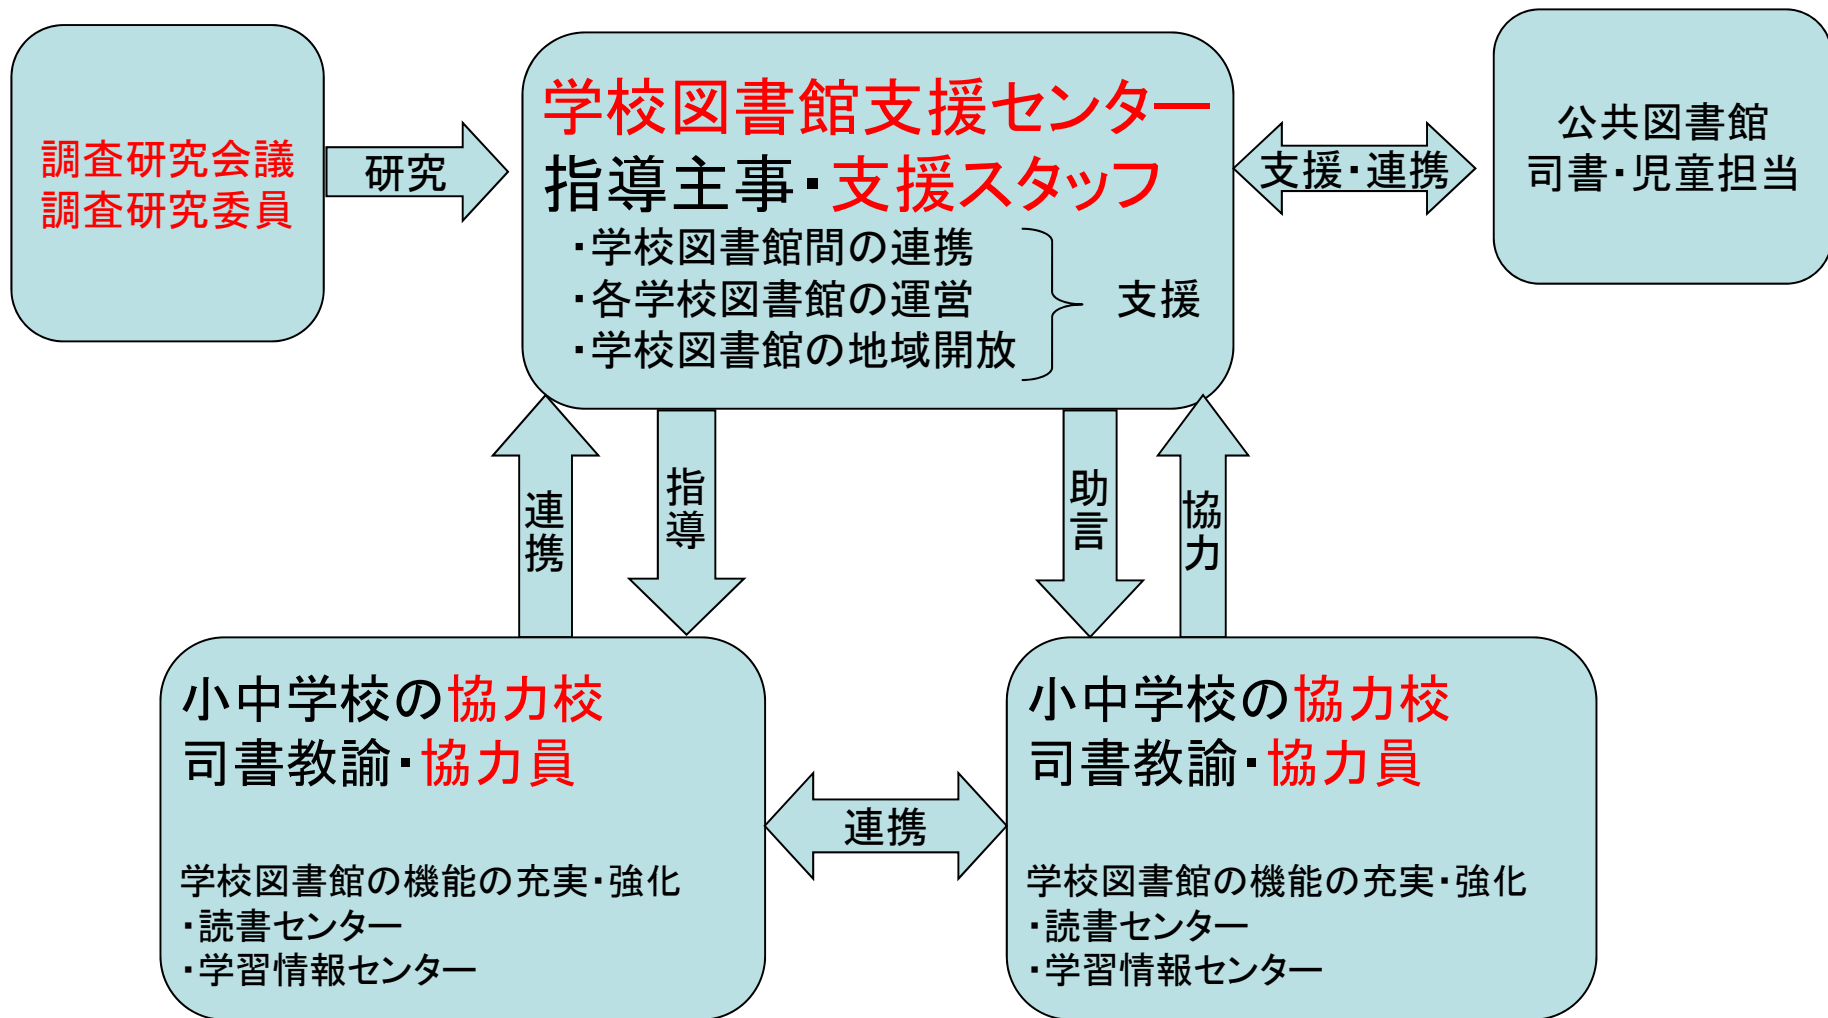 調査研究会議
調査研究委員
研究
学校図書館支援センター
指導主事・支援スタッフ
・学校図書館間の連携
・各学校図書館の運営
・学校図書館の地域開放
支援
支援・連携
公共図書館
司書・児童担当
連携
指導
助言
協力
小中学校の協力校
司書教諭・協力員
学校図書館の機能の充実・強化
・読書センター
・学習情報センター
連携
小中学校の協力校
司書教諭・協力員
学校図書館の機能の充実・強化
・読書センター
・学習情報センター